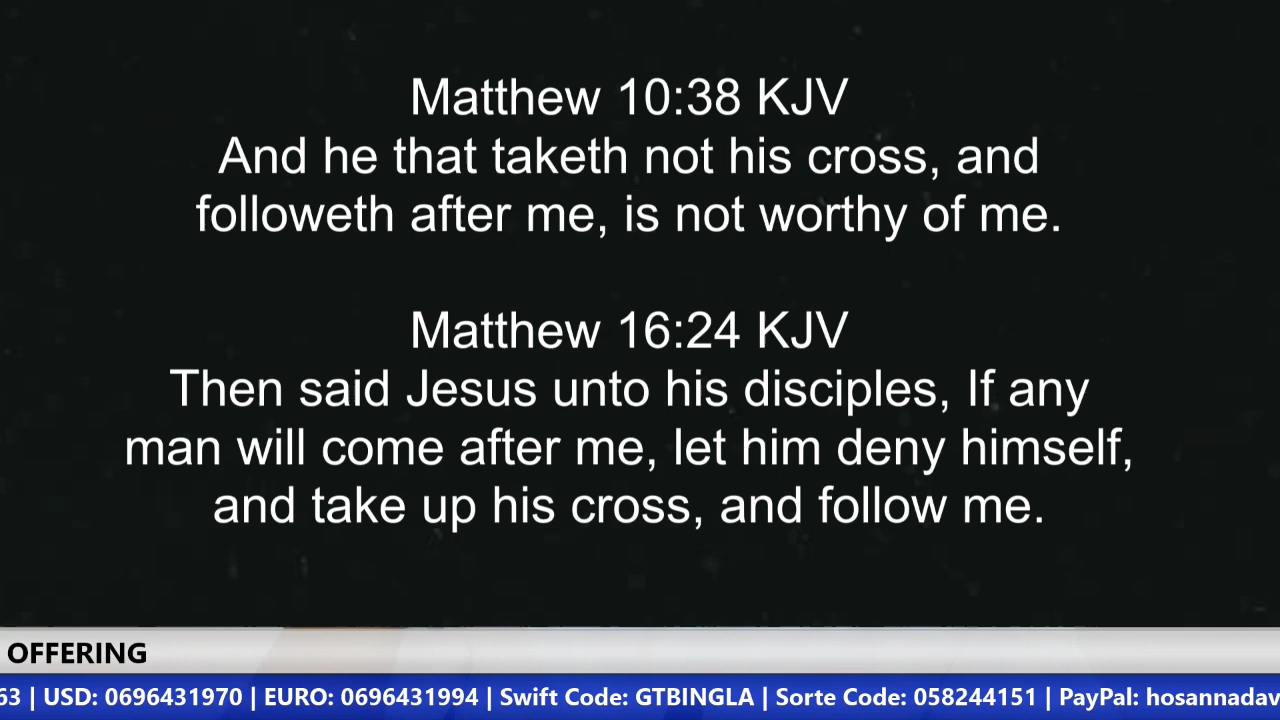 Matthew 10:38 KJV
And he that taketh not his cross, and
followeth after me, is not worthy of me.
Matthew 16:24 KJV
Then said Jesus unto his disciples, If any
man will come after me, let him deny himself,
and take up his cross, and follow me.
OFFERING
63 | USD: 0696431970 | EURO: 0696431994 | Swift Code: GTBINGLA | Sorte Code: 058244151 | PayPal: hosannadav